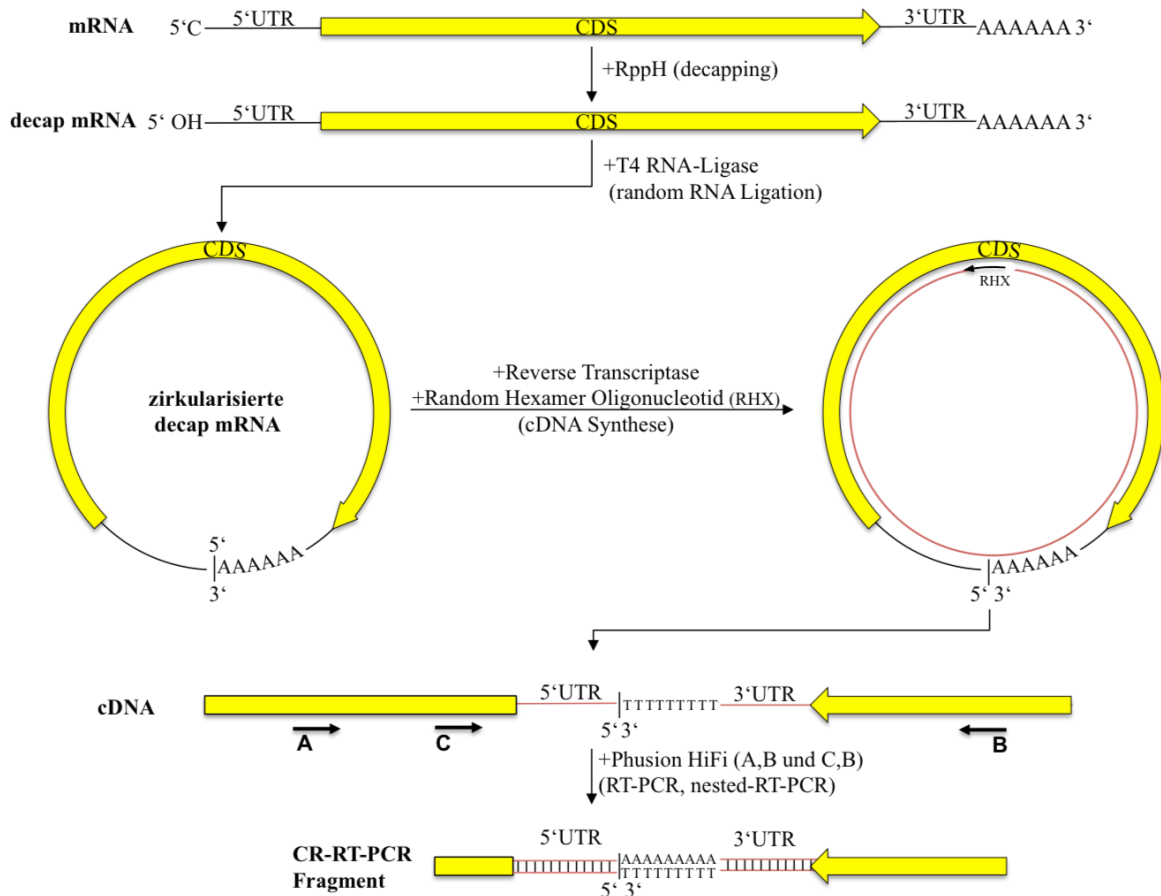 mRNA 5‘C 5‘UTR CDS 3‘UTR AAAAAA 3‘
+RppH (decapping)
decap mRNA 5‘ OH 5‘UTR CDS 3‘UTR AAAAAA 3‘
+T4 RNA-Ligase
(random RNA Ligation)
CDS
zirkularisierte
decap mRNA
5‘
AAAAAA
3‘
+Reverse Transcriptase
+Random Hexamer Oligonucleotid (RHX)
(cDNA Synthese)
CDS
RHX
AAAAAA
5‘ 3‘
cDNA 5‘UTR TTTTTTTTT 3‘UTR
5‘ 3‘
A C B
+Phusion HiFi (A,B und C,B)
(RT-PCR, nested-RT-PCR)
CR-RT-PCR
Fragment
5‘UTR AAAAAAAAA 3‘UTR
TTTTTTTTT
5‘ 3‘